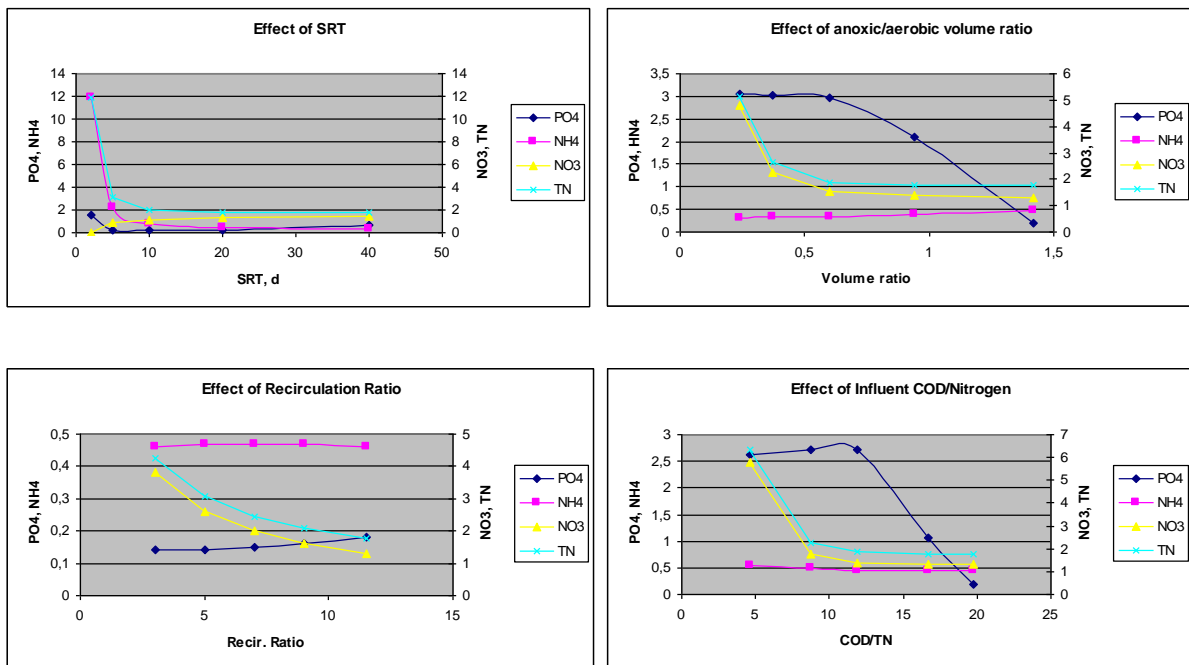 Effect of SRT
14
12
10
8
6
4
2
0
PO4, NH4
14
12
10
8
6
4
2
0
NO3, TN
0 10 20 30 40 50
SRT, d
PO4
NH4
NO3
TN
Effect of anoxic/aerobic volume ratio
3,5
3
2,5
2
1,5
1
0,5
0
PO4, HN4
6
5
4
3
2
1
0
NO3, TN
0 0,5 1 1,5
Volume ratio
PO4
NH4
NO3
TN
Effect of Recirculation Ratio
0,5
0,4
0,3
0,2
0,1
0
PO4, NH4
5
4
3
2
1
0
NO3, TN
0 5 10 15
Recir. Ratio
PO4
NH4
NO3
TN
Effect of Influent COD/Nitrogen
3
2,5
2
1,5
1
0,5
0
PO4, NH4
7
6
5
4
3
2
1
0
NO3, TN
0 5 10 15 20 25
COD/TN
PO4
NH4
NO3
TN